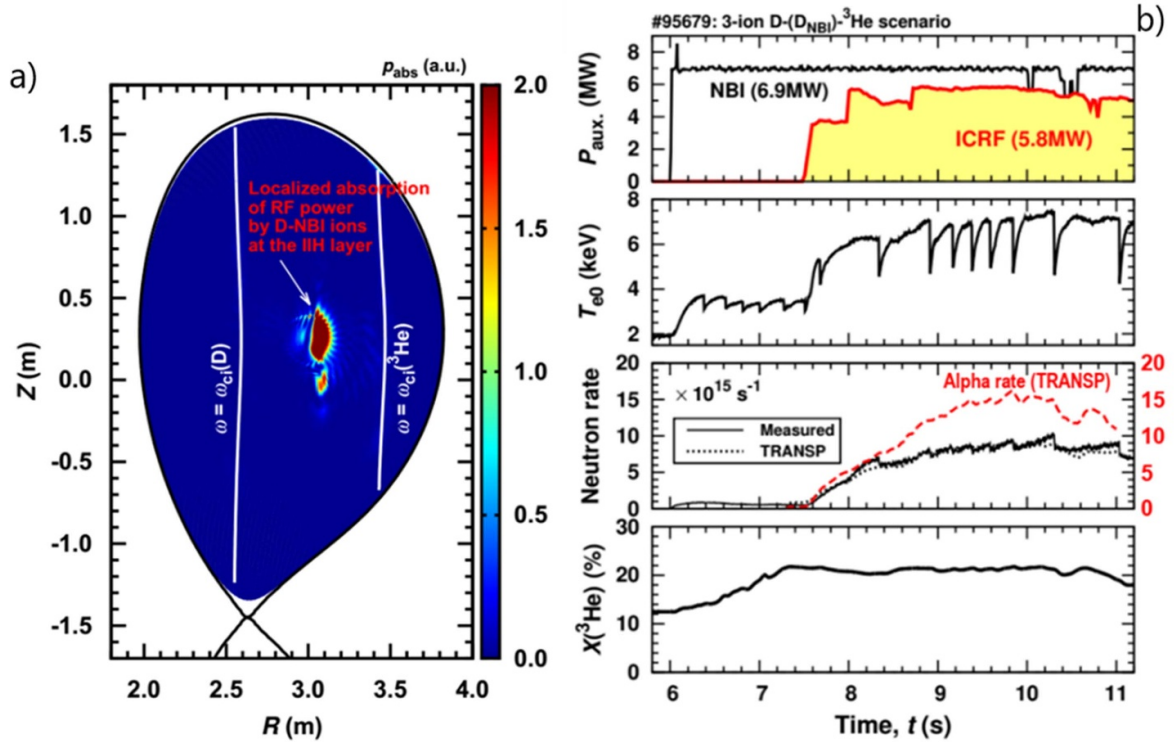 a)
p_abs (a.u.)
2.0
1.5
1.0
0.5
0.0
1.5
1.0
0.5
0.0
-0.5
-1.0
-1.5
Z (m)
Localized absorption
of RF power
by D-NBI ions
at the IIH layer
ω = ω_ci(D)
ω = ω_ci(³He)
2.0 2.5 3.0 3.5 4.0
R (m)
b)
#95679: 3-ion D-(D_NBI)-³He scenario
P_aux. (MW)
8
6
4
2
0
NBI (6.9MW)
ICRF (5.8MW)
T_e0 (keV)
8
6
4
2
Neutron rate
20
15
10
5
0
× 10¹⁵ s⁻¹
Alpha rate (TRANSP)
Measured
TRANSP
20
15
10
5
0
X(³He) (%)
30
20
10
0
6 7 8 9 10 11
Time, t (s)